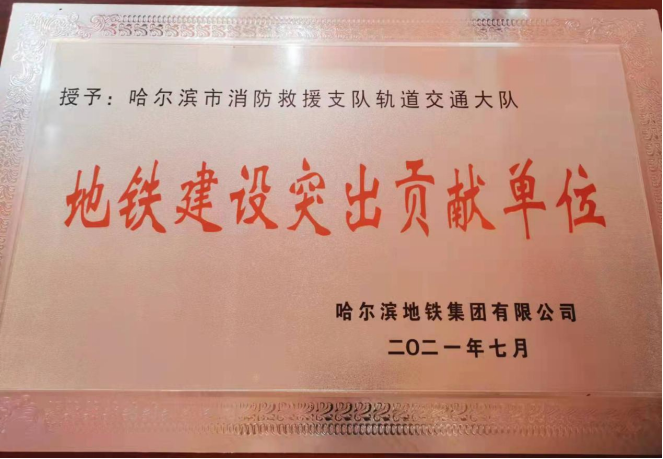 授予：哈尔滨市消防救援支队轨道交通大队
地铁建设突出贡献单位
哈尔滨地铁集团有限公司
二〇二一年七月